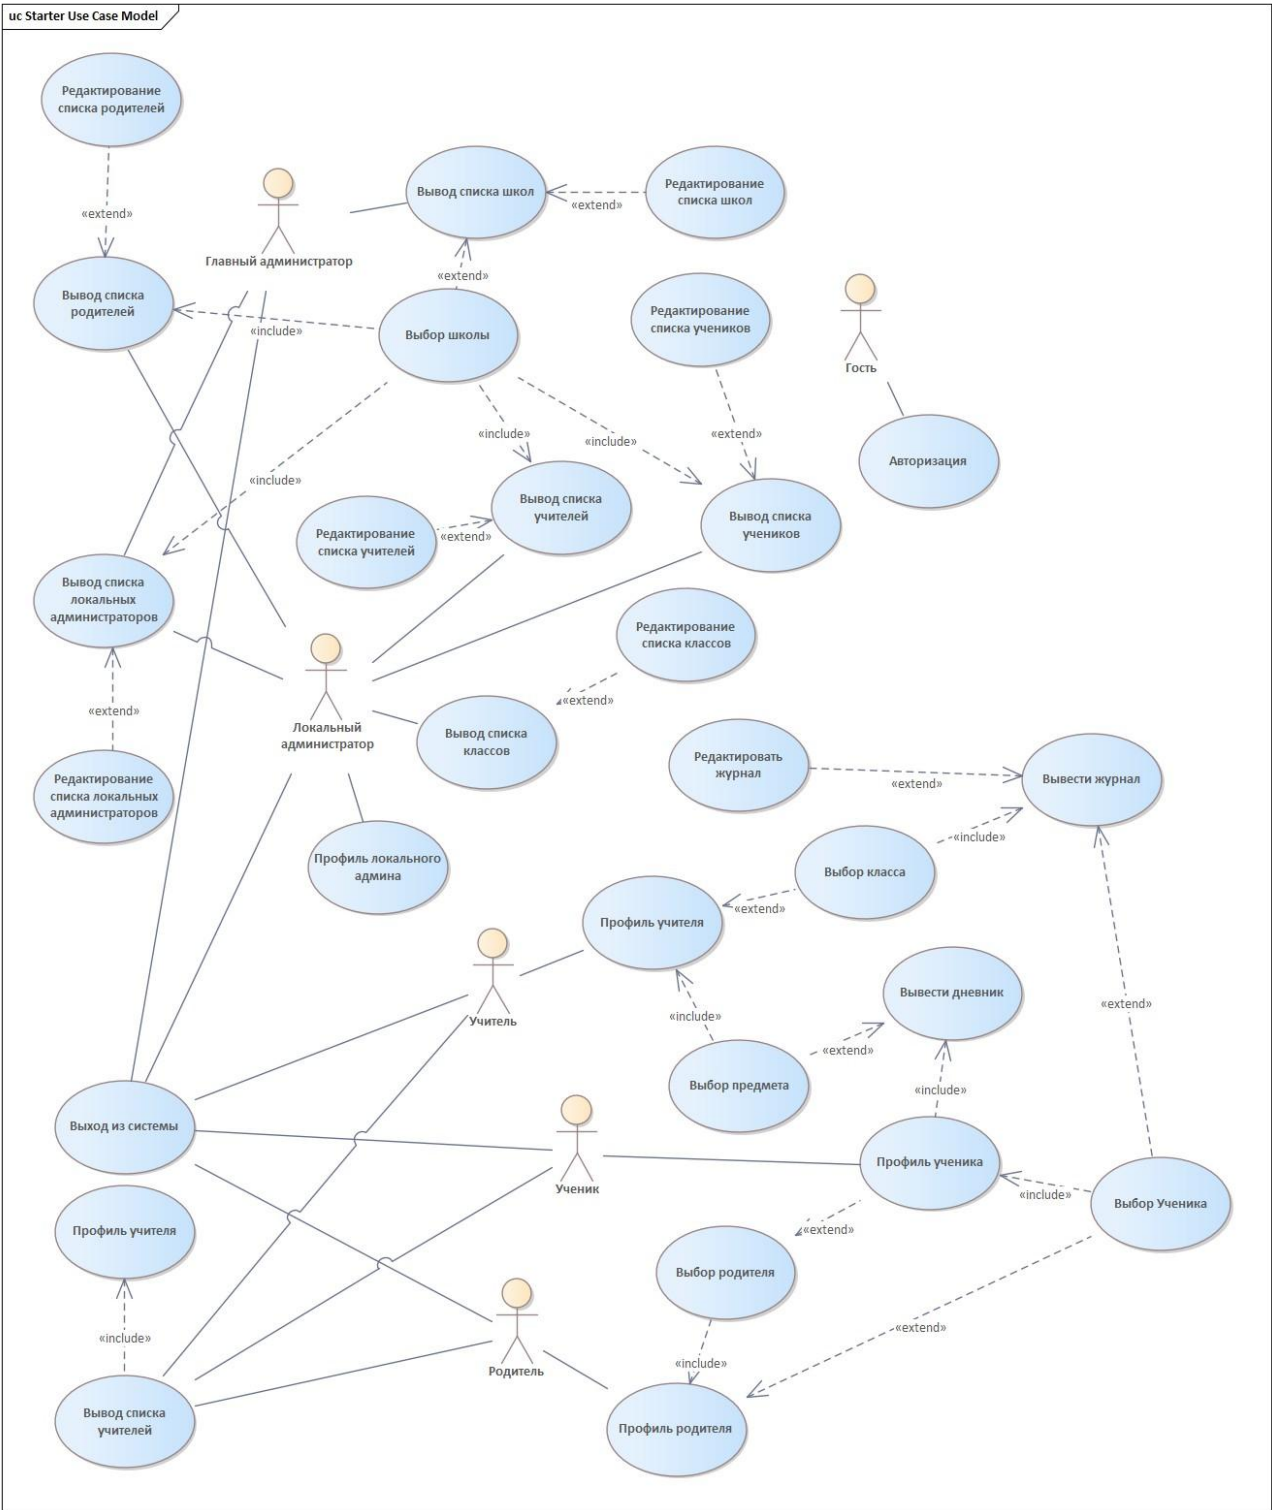 uc Starter Use Case Model
Редактирование
списка родителей
«extend»
Вывод списка
родителей
Главный администратор
Вывод списка школ
«extend»
Редактирование
списка школ
«extend»
Выбор школы
«include»
Редактирование
списка учеников
«extend»
Гость
Авторизация
«include»
«include»
«include»
Вывод списка
учителей
Редактирование
списка учителей
«extend»
Вывод списка
учеников
Вывод списка
локальных
администраторов
«extend»
Редактирование
списка локальных
администраторов
Локальный
администратор
Редактирование
списка классов
«extend»
Вывод списка
классов
Профиль локального
админа
Редактировать
журнал
«extend»
Вывести журнал
«include»
Выбор класса
«extend»
Профиль учителя
Учитель
«include»
Выбор предмета
«extend»
Вывести дневник
«extend»
«include»
Выход из системы
Ученик
Профиль ученика
«include»
Выбор Ученика
«extend»
Профиль учителя
Выбор родителя
«include»
«extend»
«include»
Родитель
Вывод списка
учителей
Профиль родителя